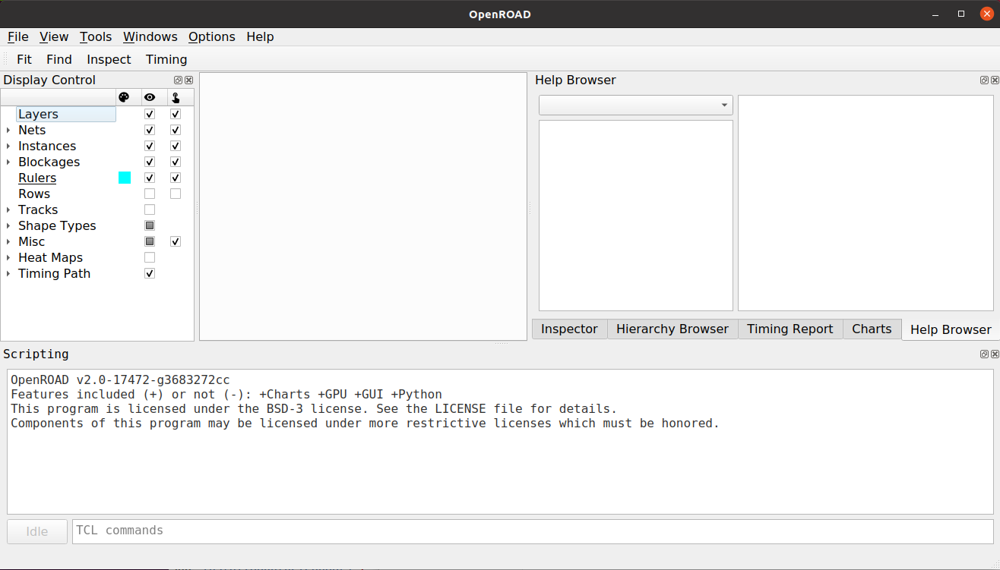 OpenROAD
File View Tools Windows Options Help
Fit Find Inspect Timing
Display Control
Layers
Nets
Instances
Blockages
Rulers
Rows
Tracks
Shape Types
Misc
Heat Maps
Timing Path
Help Browser
Inspector Hierarchy Browser Timing Report Charts Help Browser
Scripting
OpenROAD v2.0-17472-g3683272cc
Features included (+) or not (-): +Charts +GPU +GUI +Python
This program is licensed under the BSD-3 license. See the LICENSE file for details.
Components of this program may be licensed under more restrictive licenses which must be honored.
Idle
TCL commands